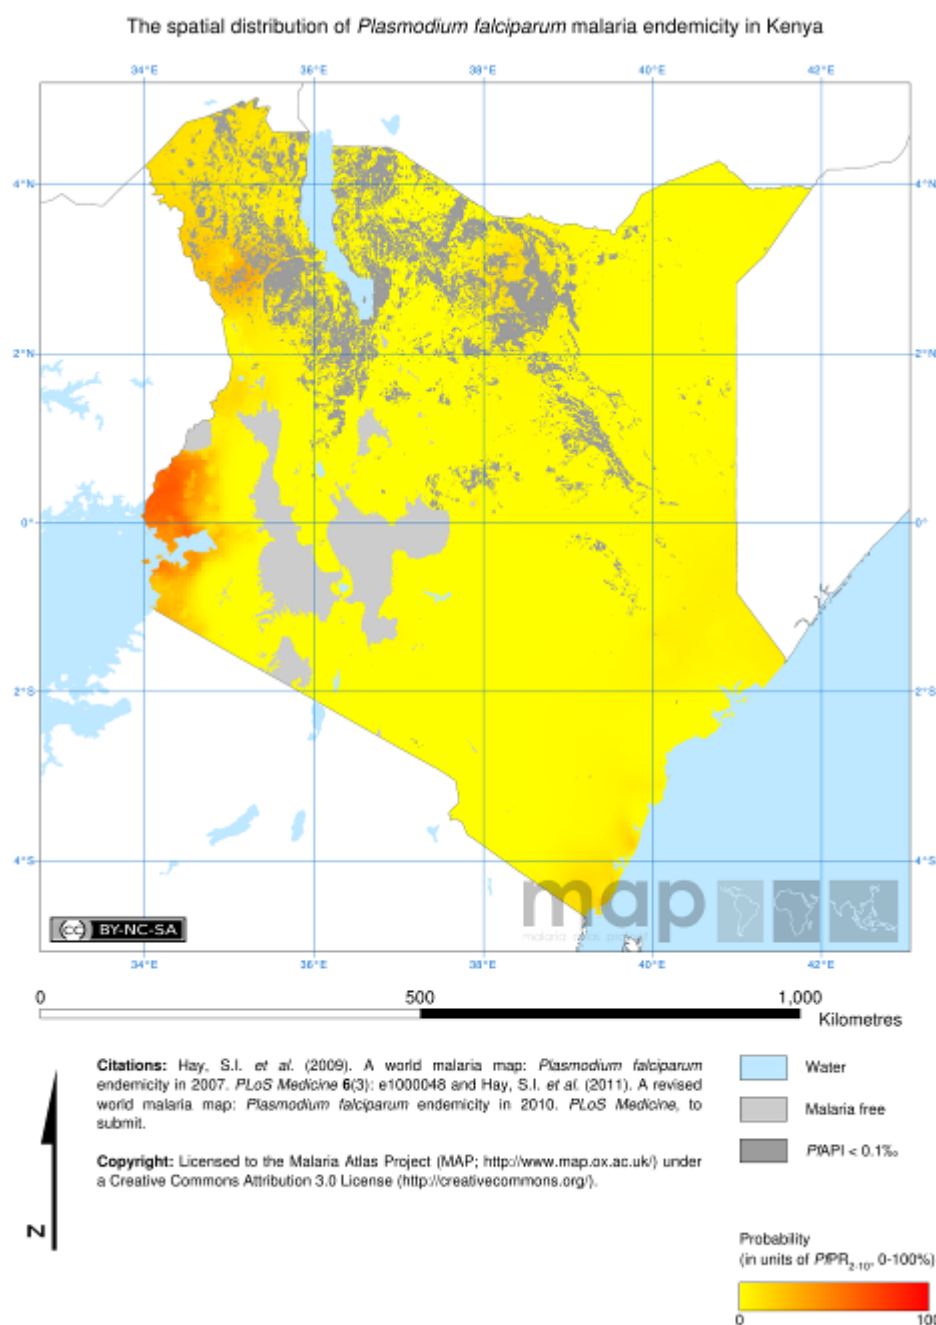 The spatial distribution of Plasmodium falciparum malaria endemicity in Kenya
34°E 36°E 38°E 40°E 42°E
4°N 4°N
2°N 2°N
0° 0°
2°S 2°S
4°S 4°S
map
malaria atlas project
cc BY-NC-SA
34°E 36°E 38°E 40°E 42°E
0 500 1,000
Kilometres
Citations: Hay, S.I. et al. (2009). A world malaria map: Plasmodium falciparum
endemicity in 2007. PLoS Medicine 6(3): e1000048 and Hay, S.I. et al. (2011). A revised
world malaria map: Plasmodium falciparum endemicity in 2010. PLoS Medicine, to
submit.
Copyright: Licensed to the Malaria Atlas Project (MAP; http://www.map.ox.ac.uk/) under
a Creative Commons Attribution 3.0 License (http://creativecommons.org/).
N
Water
Malaria free
PfAPI < 0.1‰
Probability
(in units of PfPR2-10, 0-100%)
0 100